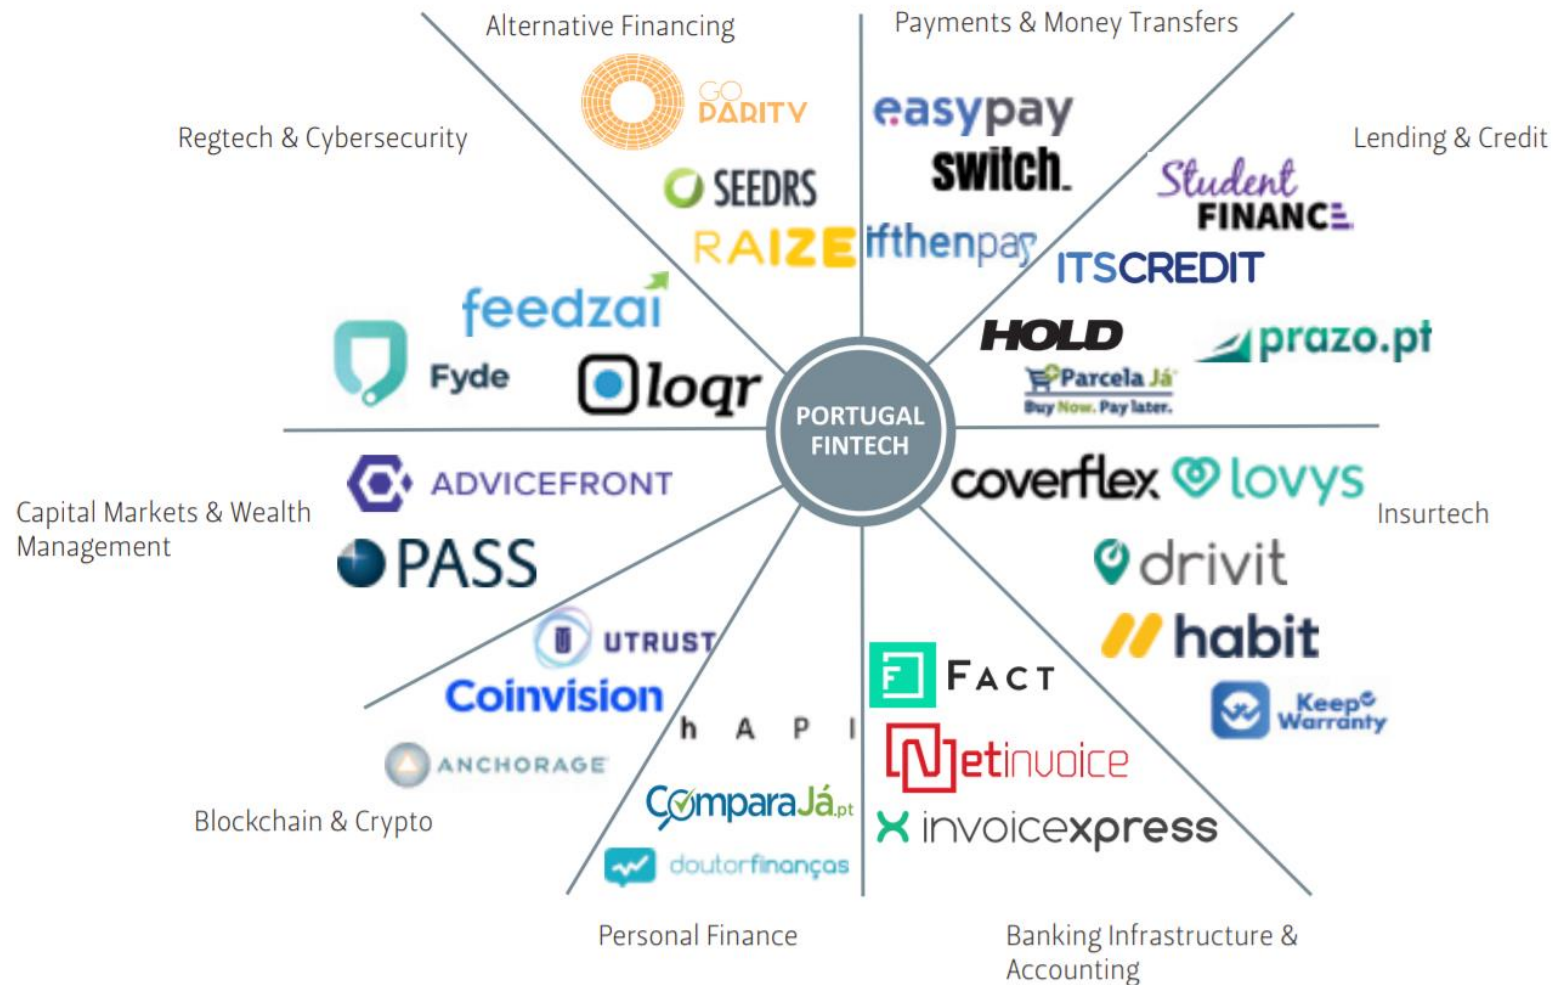 Alternative Financing
Payments & Money Transfers
GO
PARITY
easypay
Regtech & Cybersecurity
Lending & Credit
switch.
SEEDRS
Student
FINANCE
RAIZE
ifthenpay
ITSCREDIT
feedzai
HOLD
prazo.pt
Fyde
loqr
Parcela Já
Buy Now. Pay later.
PORTUGAL
FINTECH
ADVICEFRONT
coverflex
lovys
Capital Markets & Wealth
Management
Insurtech
PASS
drivit
UTRUST
habit
F FACT
Coinvision
Keep
Warranty
hAPI
Netinvoice
ANCHORAGE
ComparaJá.pt
Blockchain & Crypto
invoicexpress
doutorfinanças
Personal Finance
Banking Infrastructure &
Accounting